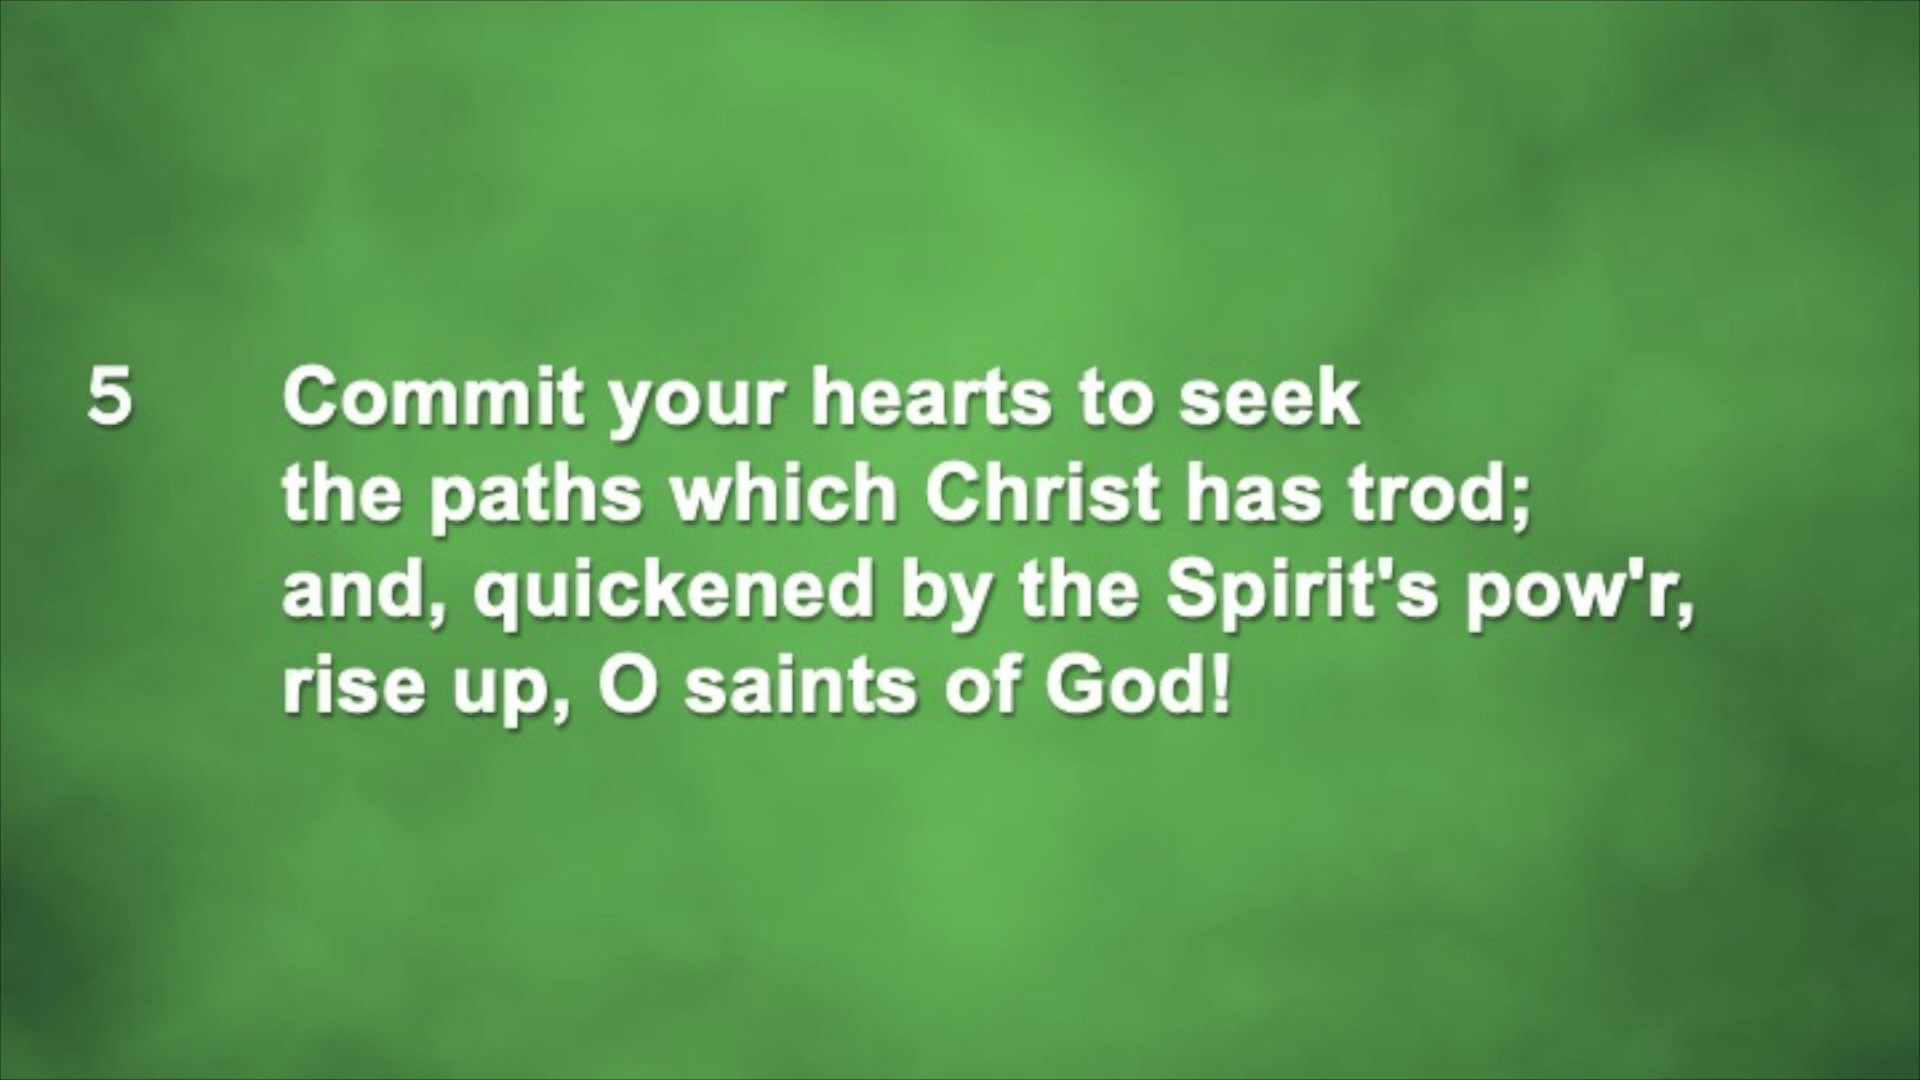 5 Commit your hearts to seek
the paths which Christ has trod;
and, quickened by the Spirit's pow'r,
rise up, O saints of God!